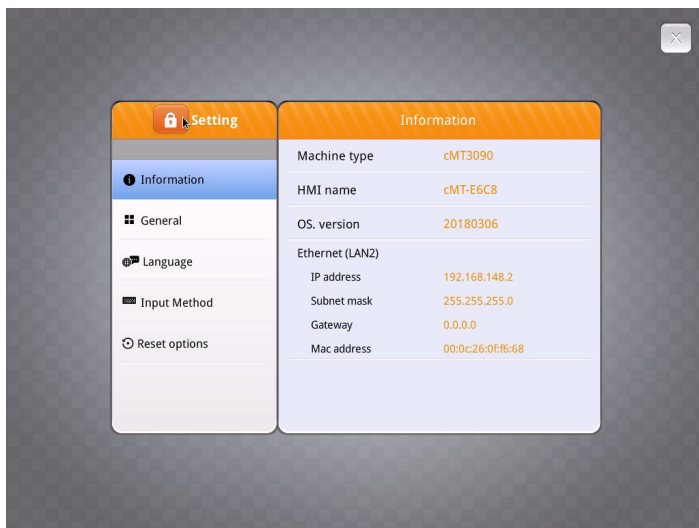 Setting
Information
General
Language
Input Method
Reset options
Information
Machine type cMT3090
HMI name cMT-E6C8
OS. version 20180306
Ethernet (LAN2)
IP address 192.168.148.2
Subnet mask 255.255.255.0
Gateway 0.0.0.0
Mac address 00:0c:26:0f:f6:68